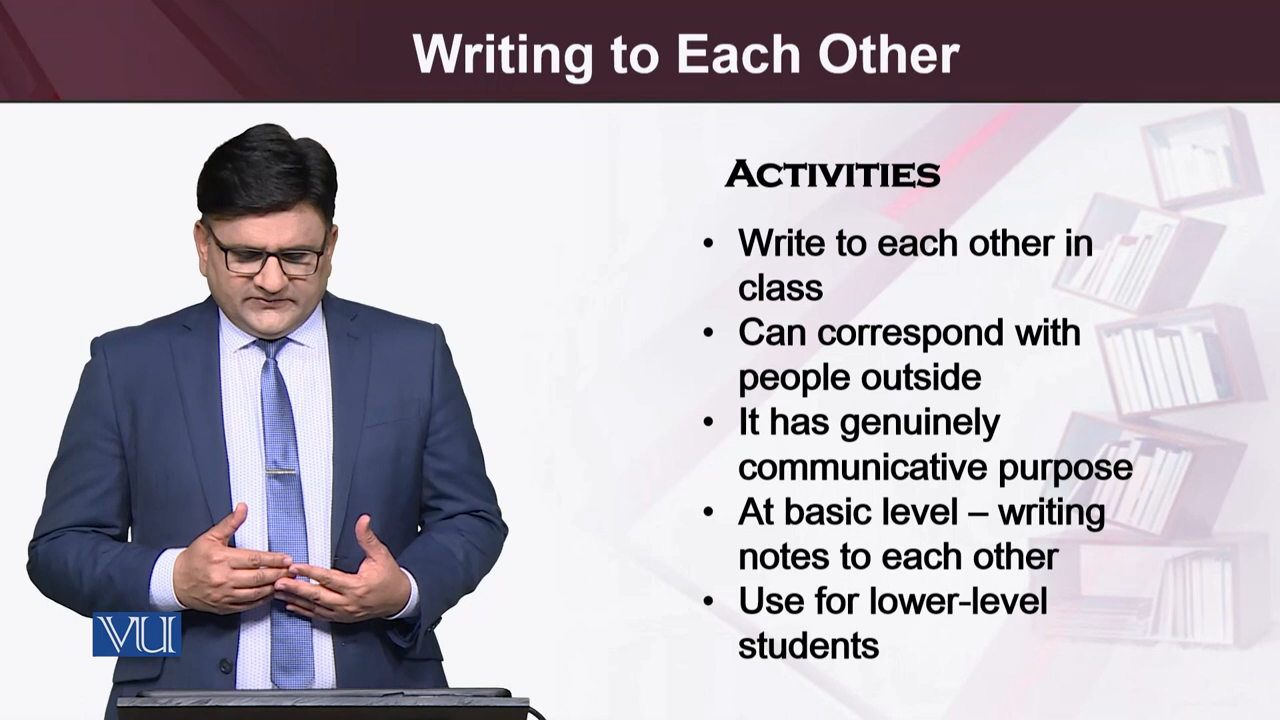 Writing to Each Other
ACTIVITIES
• Write to each other in
class
• Can correspond with
people outside
• It has genuinely
communicative purpose
• At basic level – writing
notes to each other
• Use for lower-level
students
VU